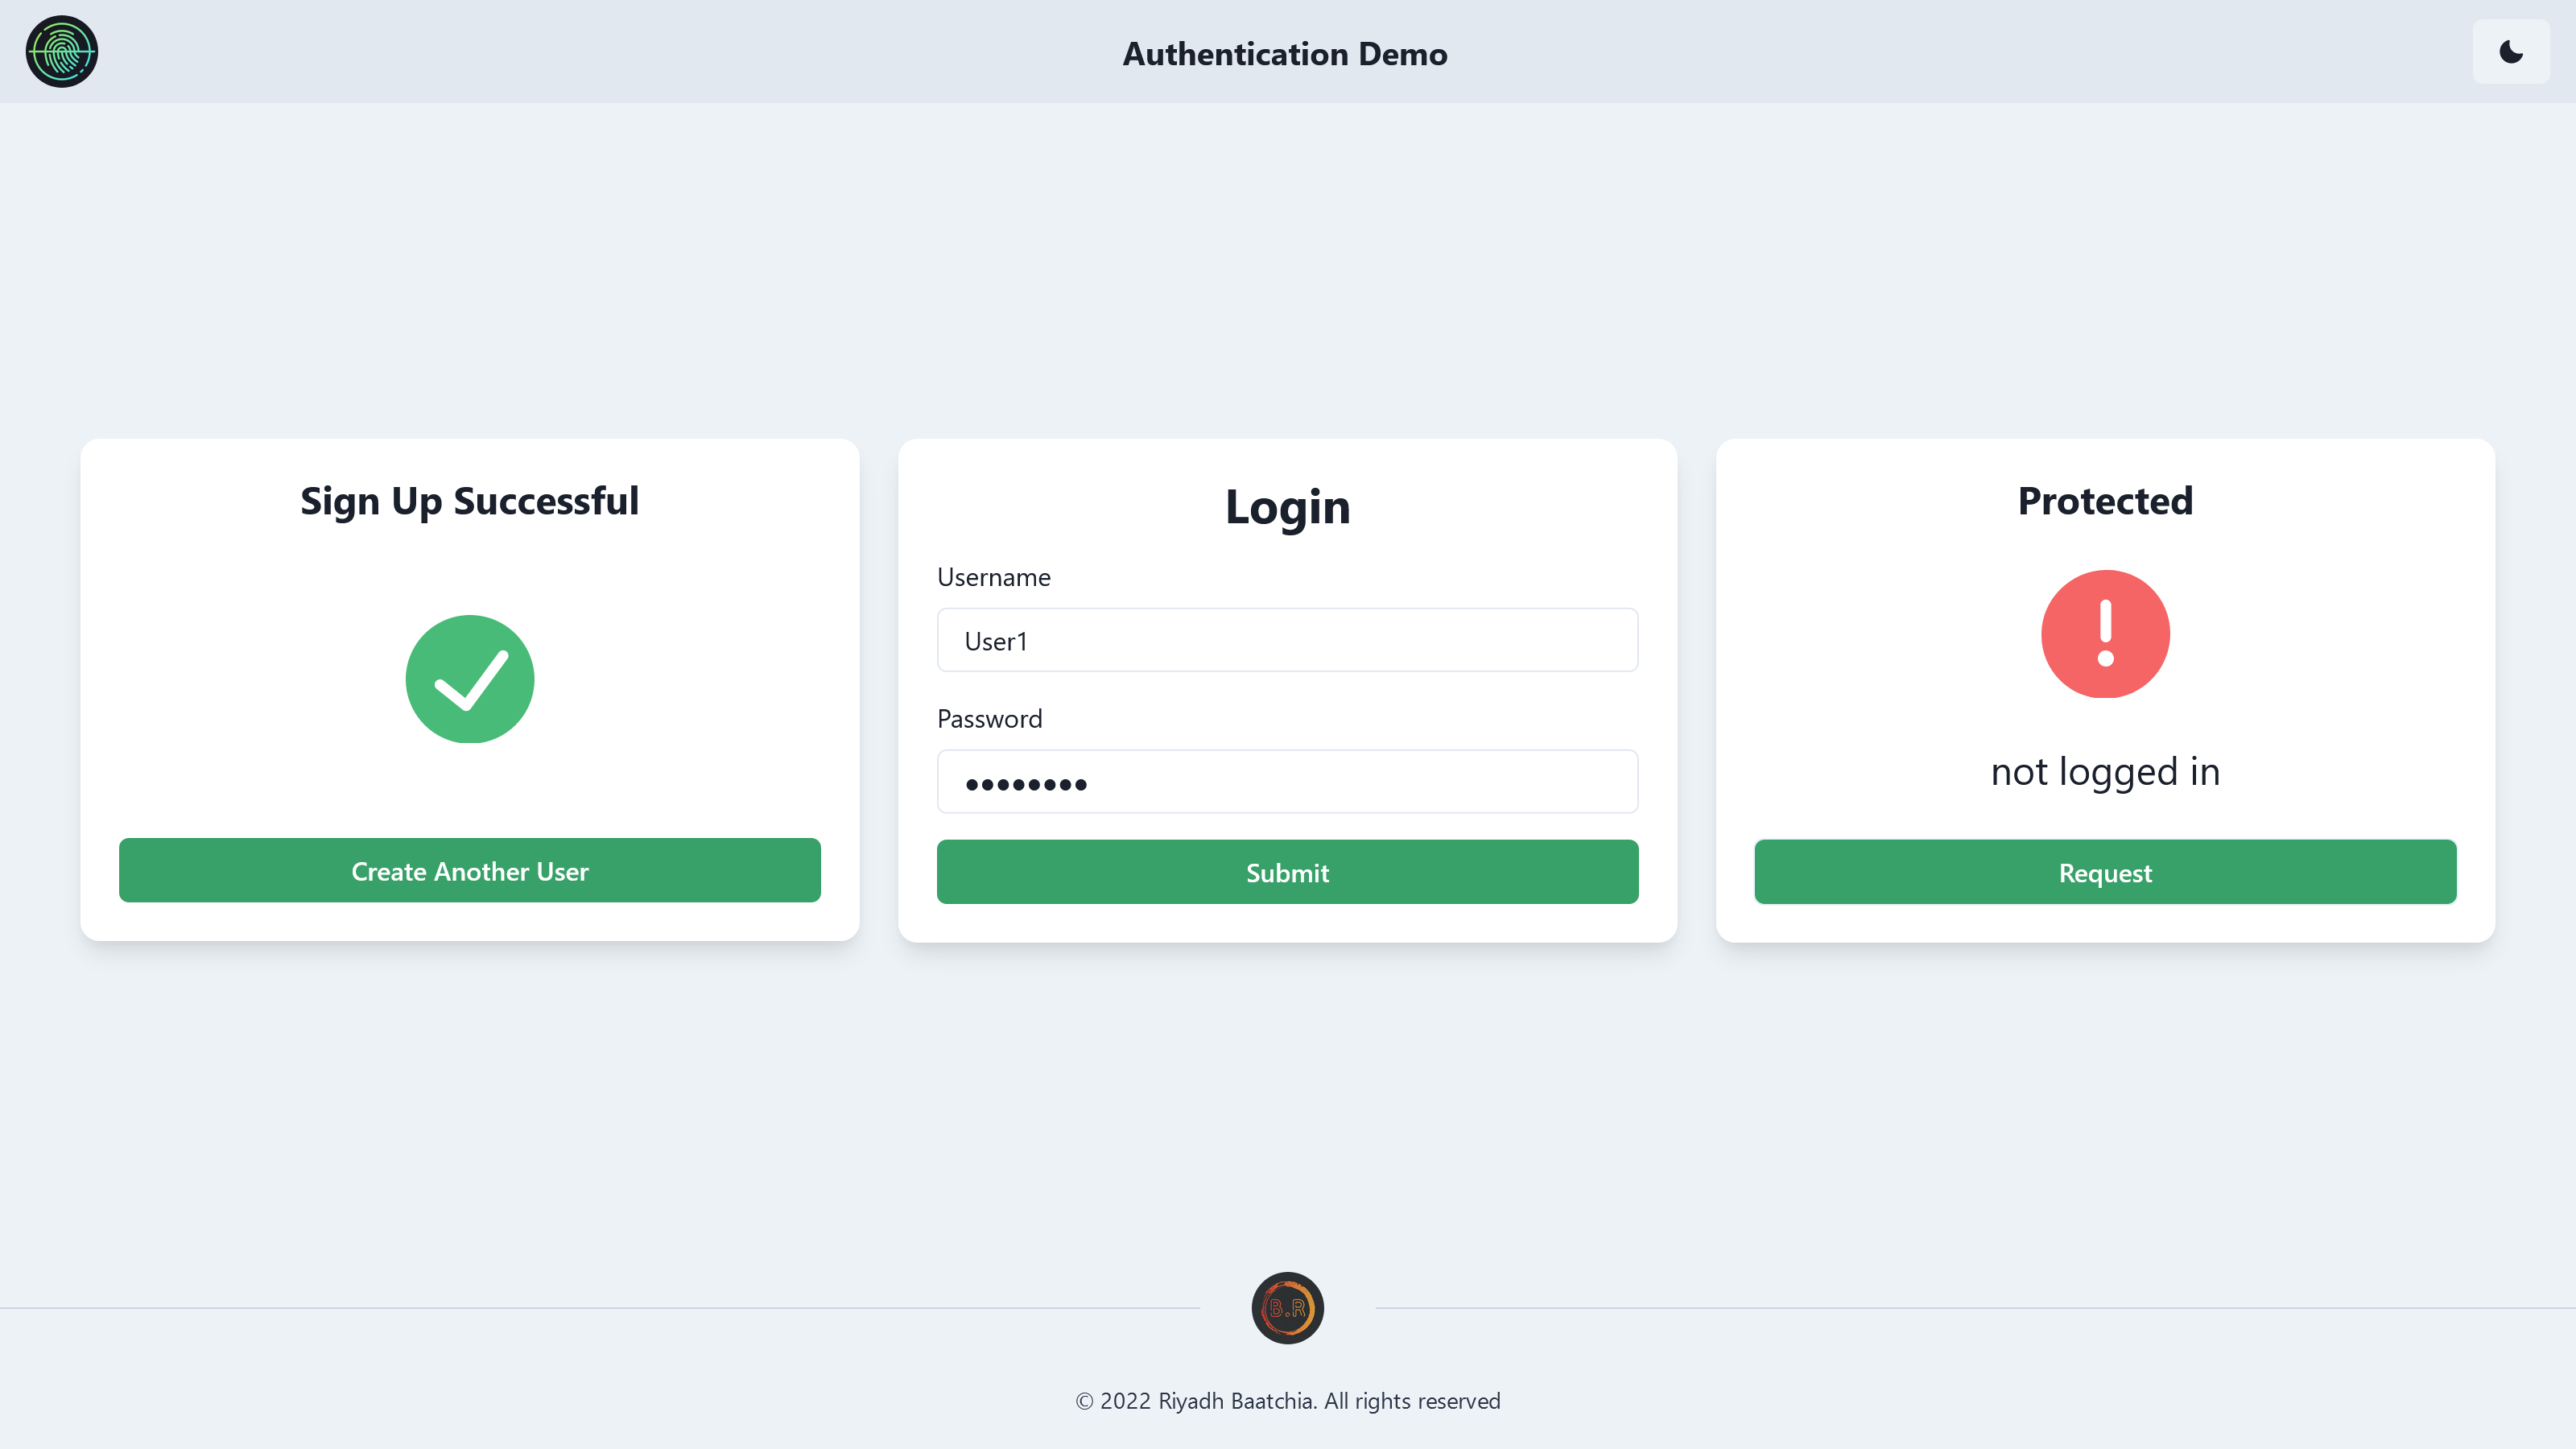 Authentication Demo
Sign Up Successful
Create Another User
Login
Username
User1
Password
Submit
Protected
not logged in
Request
B.R
© 2022 Riyadh Baatchia. All rights reserved